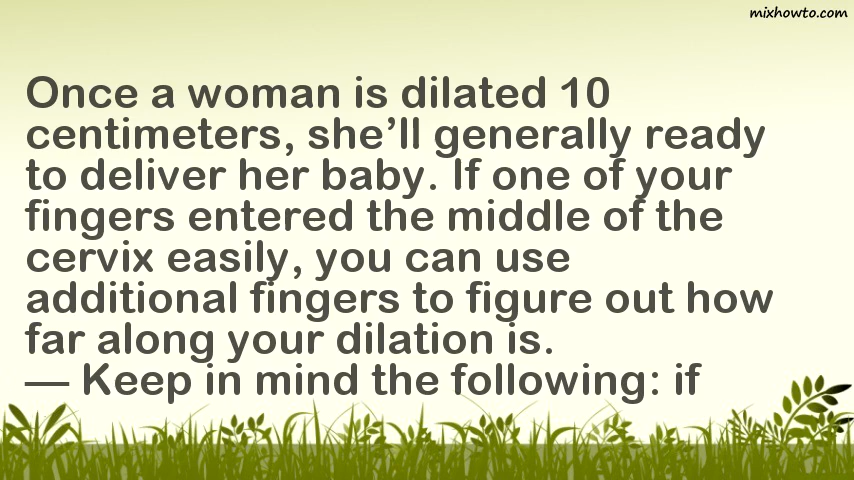 mixhowto.com
Once a woman is dilated 10
centimeters, she’ll generally ready
to deliver her baby. If one of your
fingers entered the middle of the
cervix easily, you can use
additional fingers to figure out how
far along your dilation is.
— Keep in mind the following: if